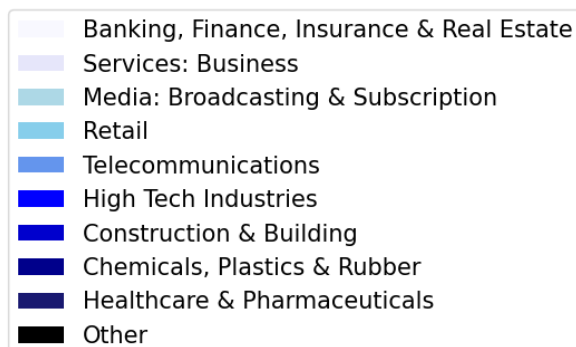 Banking, Finance, Insurance & Real Estate
Services: Business
Media: Broadcasting & Subscription
Retail
Telecommunications
High Tech Industries
Construction & Building
Chemicals, Plastics & Rubber
Healthcare & Pharmaceuticals
Other